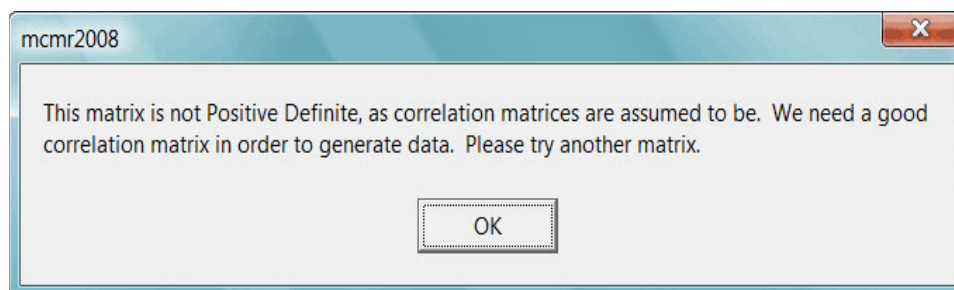 mcmr2008
This matrix is not Positive Definite, as correlation matrices are assumed to be.  We need a good
correlation matrix in order to generate data.  Please try another matrix.
OK